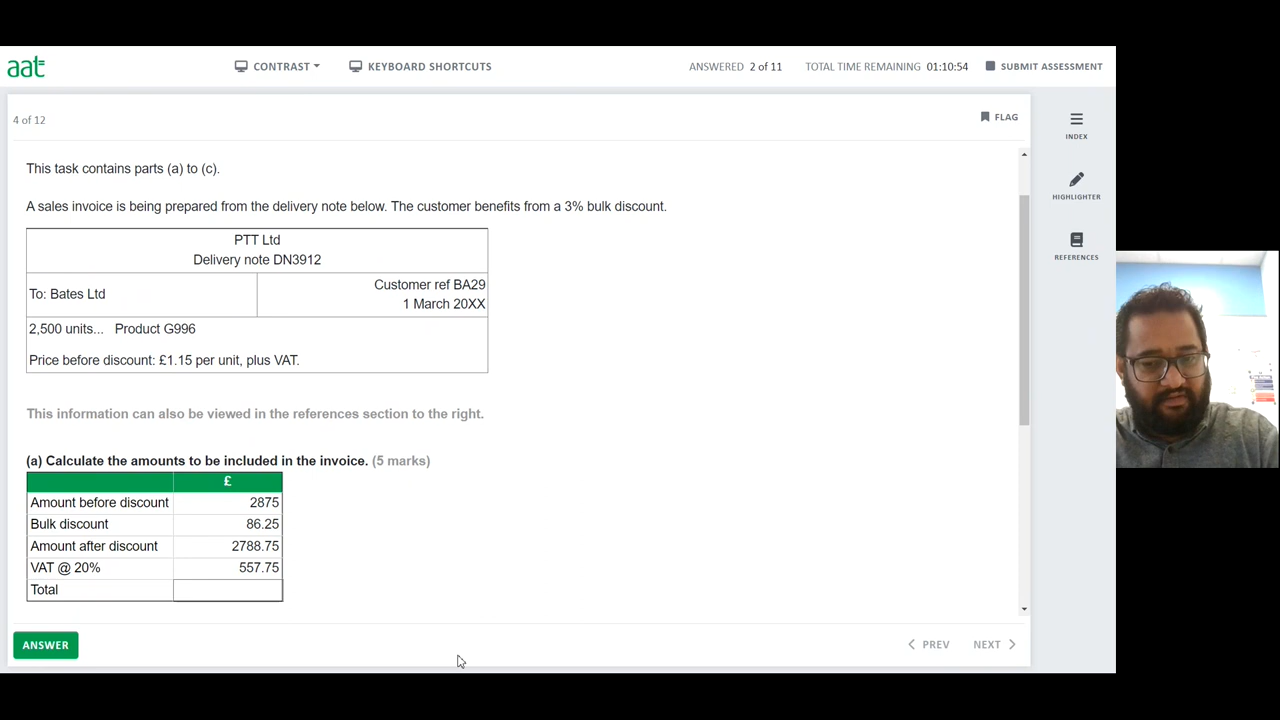 aat
CONTRAST
KEYBOARD SHORTCUTS
ANSWERED 2 of 11
TOTAL TIME REMAINING 01:10:54
SUBMIT ASSESSMENT
4 of 12
FLAG
INDEX
HIGHLIGHTER
REFERENCES
This task contains parts (a) to (c).
A sales invoice is being prepared from the delivery note below. The customer benefits from a 3% bulk discount.
PTT Ltd
Delivery note DN3912
To: Bates Ltd
Customer ref BA29
1 March 20XX
2,500 units... Product G996
Price before discount: £1.15 per unit, plus VAT.
This information can also be viewed in the references section to the right.
(a) Calculate the amounts to be included in the invoice. (5 marks)
£
Amount before discount 2875
Bulk discount 86.25
Amount after discount 2788.75
VAT @ 20% 557.75
Total
ANSWER
PREV
NEXT